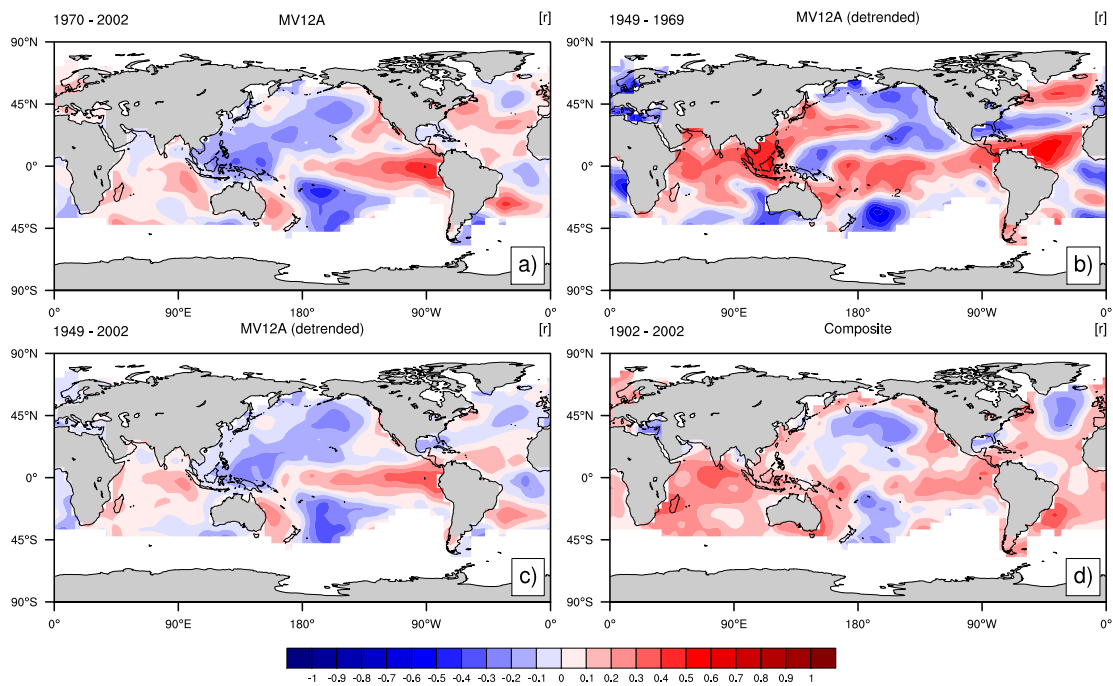 1970 - 2002 MV12A [r]
90°N
45°N
0°
45°S
90°S
0° 90°E 180° 90°W 0°
a)
1949 - 1969 MV12A (detrended) [r]
90°N
45°N
0°
45°S
90°S
0° 90°E 180° 90°W 0°
.2
b)
1949 - 2002 MV12A (detrended) [r]
90°N
45°N
0°
45°S
90°S
0° 90°E 180° 90°W 0°
c)
1902 - 2002 Composite [r]
90°N
0
45°N
0°
45°S
90°S
0° 90°E 180° 90°W 0°
d)
-1 -0.9 -0.8 -0.7 -0.6 -0.5 -0.4 -0.3 -0.2 -0.1 0 0.1 0.2 0.3 0.4 0.5 0.6 0.7 0.8 0.9 1